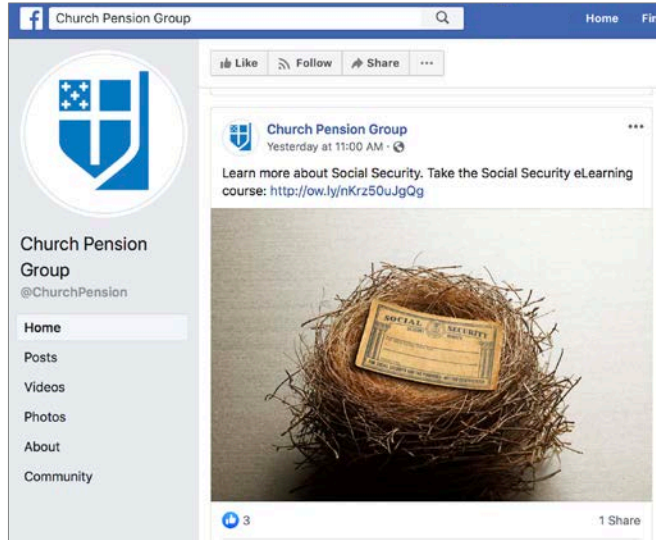 Church Pension Group
Home
Like
Follow
Share
Church Pension
Group
@ChurchPension
Home
Posts
Videos
Photos
About
Community
Church Pension Group
Yesterday at 11:00 AM ·
Learn more about Social Security. Take the Social Security eLearning
course: http://ow.ly/nKrz50uJgQg
SOCIAL SECURITY
3
1 Share